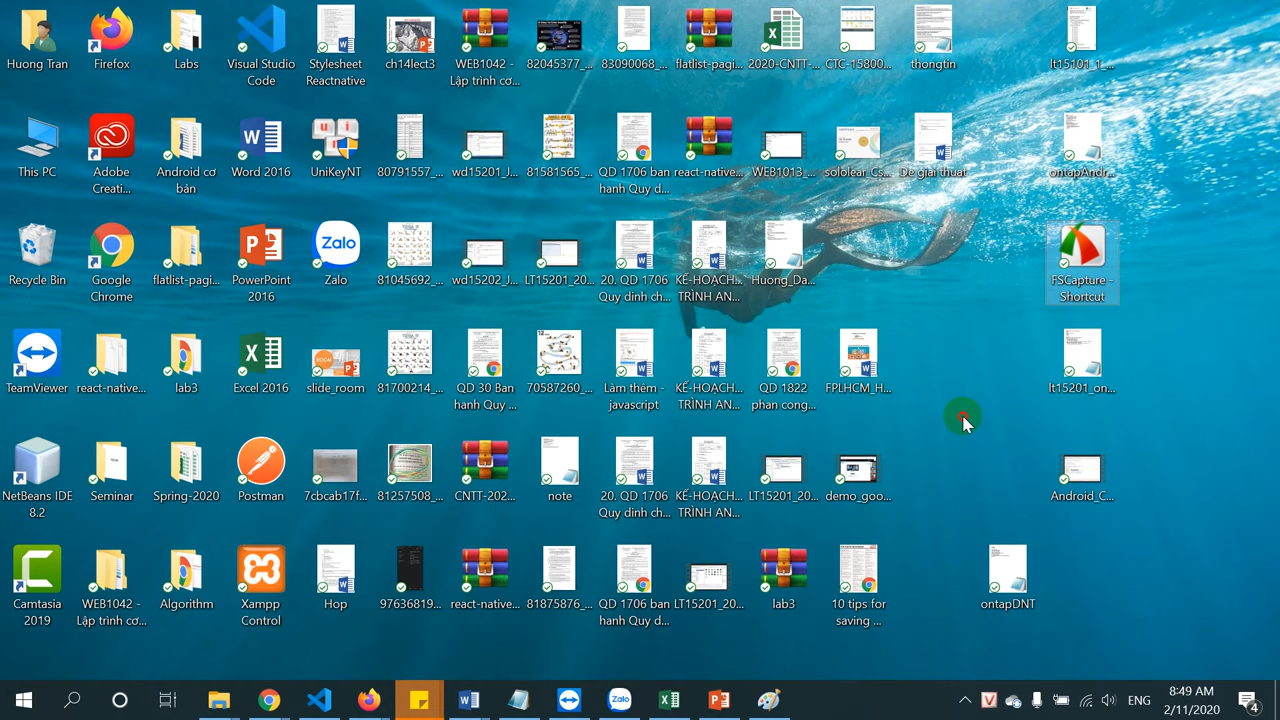 Huong Tran
Firefox
Labs
Visual Studio
Code
Stylesheet
Reactnative
ch14lect3
WEB1042 -
Lập trình cơ...
82045377_...
83090068_...
flatlist-pagi...
2020-CNTT-...
CTC-15800...
thongtin
lt15101_1_...
This PC
Adobe
Creati...
Android cơ
bản
Word 2016
UniKeyNT
80791557_...
wd15201_l...
81581565_...
QD 1706 ban
hanh Quy d...
react-native...
WEB1013_...
sololear_Cs...
De giai thuat
ontapAndr...
Recycle Bin
Google
Chrome
flatlist-pagi...
PowerPoint
2016
Zalo
81045692_...
wd15202_J...
LT15201_20...
20. QD 1706
Quy dinh ch...
KẾ-HOẠCH...
TRÌNH AN...
Huong_Da...
FSCapture -
Shortcut
TeamViewer
react-native...
lab3
Excel 2016
slide_room
81700214_...
QD 30 Ban
hanh Quy ...
70587260_...
Làm thêm -
javascript
KẾ-HOẠCH...
TRÌNH AN...
QD 1822
phan cong...
FPLHCM_H...
lt15201_on...
NetBeans IDE
8.2
Seminar
Spring-2020
Postman
7cbcab17f...
81257508_...
CNTT-202...
note
20. QD 1706
Quy dinh ch...
KẾ-HOẠCH...
TRÌNH AN...
LT15201_20...
demo_goo...
Android_C...
Camtasia
2019
WEB1042 -
Lập trình cơ...
Algorithm
Xampp
Control
Hop
97636819...
react-native...
81875876_...
QD 1706 ban
hanh Quy d...
LT15201_20...
lab3
10 tips for
saving ...
ontapDNT
ENG
8:49 AM
2/11/2020